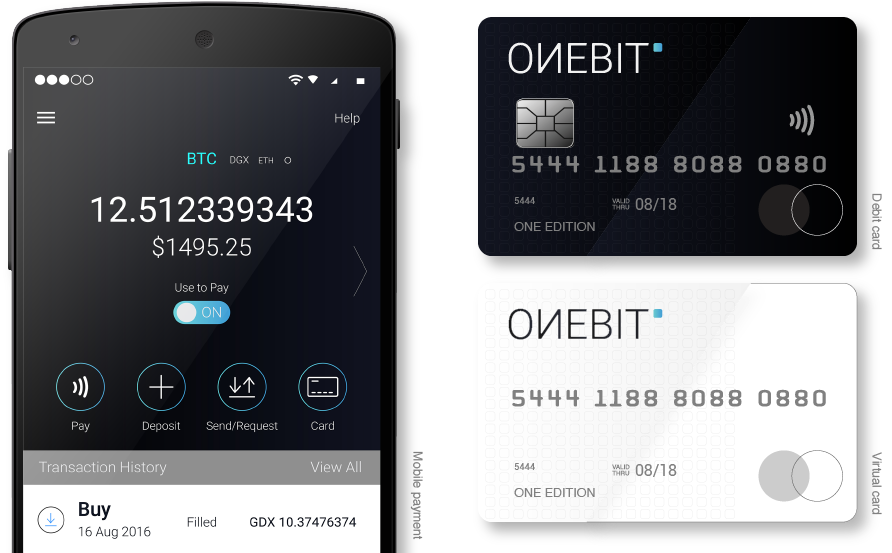 Help
BTC DGX ETH
12.512339343
$1495.25
Use to Pay
ON
Pay
Deposit
Send/Request
Card
Transaction History
View All
Buy
16 Aug 2016
Filled
GDX 10.37476374
Mobile payment
OИEBIT
5444 1188 8088 0880
5444
VALID
THRU
08/18
ONE EDITION
Debit card
OИEBIT
5444 1188 8088 0880
5444
VALID
THRU
08/18
ONE EDITION
Virtual card